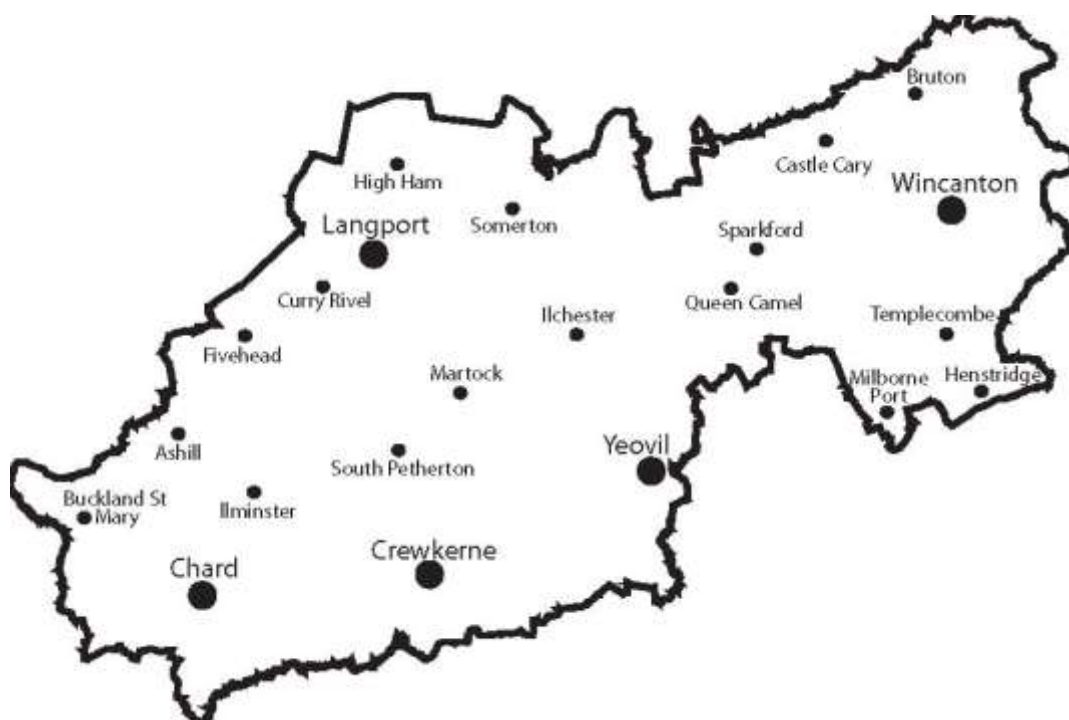 Bruton
Castle Cary
High Ham
Wincanton
Langport
Somerton
Sparkford
Curry Rivel
Queen Camel
Ilchester
Templecombe
Fivehead
Martock
Milborne
Port
Henstridge
Ashill
South Petherton
Yeovil
Buckland St
Mary
Ilminster
Crewkerne
Chard